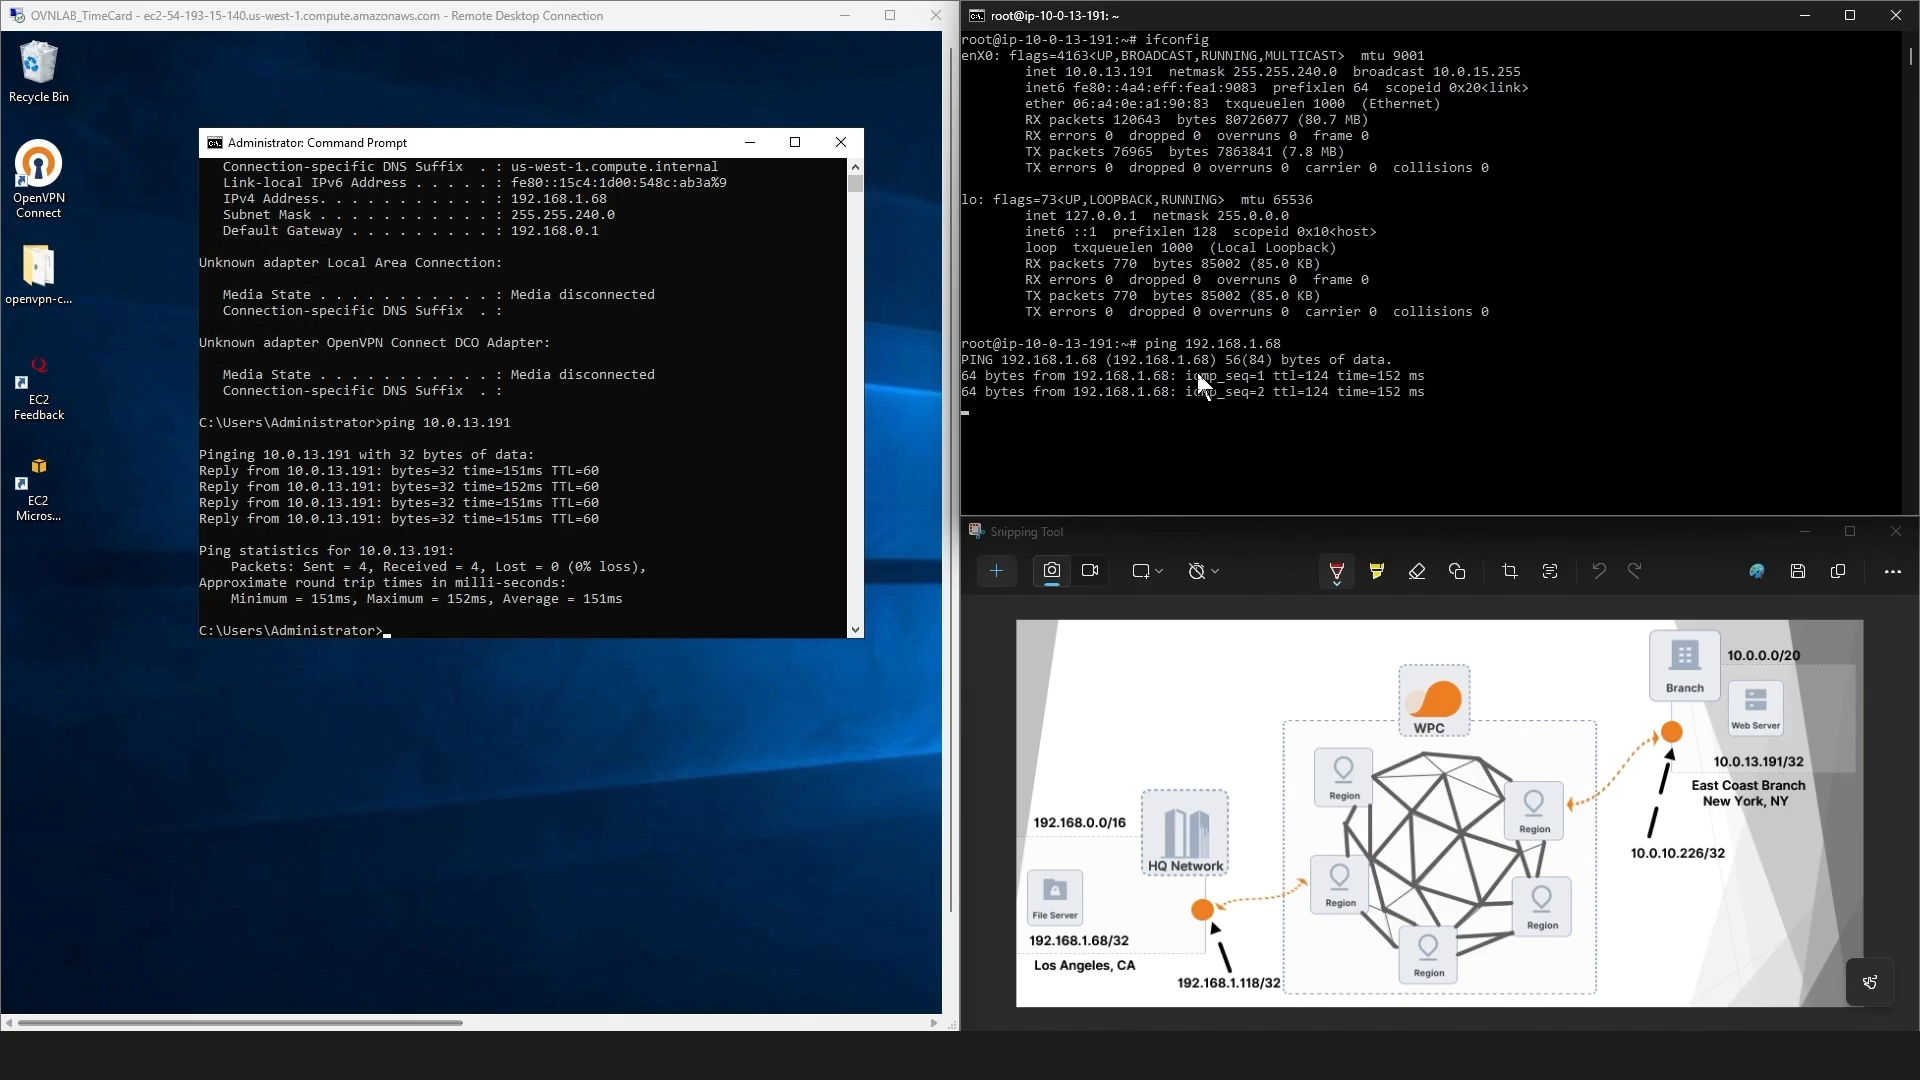 OVNLAB_TimeCard - ec2-54-193-15-140.us-west-1.compute.amazonaws.com - Remote Desktop Connection
Recycle Bin
OpenVPN
Connect
openvpn-c...
EC2
Feedback
EC2
Micros...
Administrator: Command Prompt
Connection-specific DNS Suffix . : us-west-1.compute.internal
Link-local IPv6 Address . . . . . : fe80::15c4:1d00:548c:ab3a%9
IPv4 Address. . . . . . . . . . . : 192.168.1.68
Subnet Mask . . . . . . . . . . . : 255.255.240.0
Default Gateway . . . . . . . . . : 192.168.0.1
Unknown adapter Local Area Connection:
Media State . . . . . . . . . . . : Media disconnected
Connection-specific DNS Suffix . :
Unknown adapter OpenVPN Connect DCO Adapter:
Media State . . . . . . . . . . . : Media disconnected
Connection-specific DNS Suffix . :
C:\Users\Administrator>ping 10.0.13.191
Pinging 10.0.13.191 with 32 bytes of data:
Reply from 10.0.13.191: bytes=32 time=151ms TTL=60
Reply from 10.0.13.191: bytes=32 time=152ms TTL=60
Reply from 10.0.13.191: bytes=32 time=151ms TTL=60
Reply from 10.0.13.191: bytes=32 time=151ms TTL=60
Ping statistics for 10.0.13.191:
Packets: Sent = 4, Received = 4, Lost = 0 (0% loss),
Approximate round trip times in milli-seconds:
Minimum = 151ms, Maximum = 152ms, Average = 151ms
C:\Users\Administrator>
root@ip-10-0-13-191: ~
root@ip-10-0-13-191:~# ifconfig
enX0: flags=4163<UP,BROADCAST,RUNNING,MULTICAST> mtu 9001
inet 10.0.13.191 netmask 255.255.240.0 broadcast 10.0.15.255
inet6 fe80::4a4:eff:fea1:9083 prefixlen 64 scopeid 0x20<link>
ether 06:a4:0e:a1:90:83 txqueuelen 1000 (Ethernet)
RX packets 120643 bytes 80726077 (80.7 MB)
RX errors 0 dropped 0 overruns 0 frame 0
TX packets 76965 bytes 7863841 (7.8 MB)
TX errors 0 dropped 0 overruns 0 carrier 0 collisions 0
lo: flags=73<UP,LOOPBACK,RUNNING> mtu 65536
inet 127.0.0.1 netmask 255.0.0.0
inet6 ::1 prefixlen 128 scopeid 0x10<host>
loop txqueuelen 1000 (Local Loopback)
RX packets 770 bytes 85002 (85.0 KB)
RX errors 0 dropped 0 overruns 0 frame 0
TX packets 770 bytes 85002 (85.0 KB)
TX errors 0 dropped 0 overruns 0 carrier 0 collisions 0
root@ip-10-0-13-191:~# ping 192.168.1.68
PING 192.168.1.68 (192.168.1.68) 56(84) bytes of data.
64 bytes from 192.168.1.68: icmp_seq=1 ttl=124 time=152 ms
64 bytes from 192.168.1.68: icmp_seq=2 ttl=124 time=152 ms
Snipping Tool
Branch
10.0.0.0/20
Web Server
WPC
10.0.13.191/32
East Coast Branch
New York, NY
Region
Region
192.168.0.0/16
HQ Network
10.0.10.226/32
Region
Region
File Server
192.168.1.68/32
Los Angeles, CA
Region
192.168.1.118/32